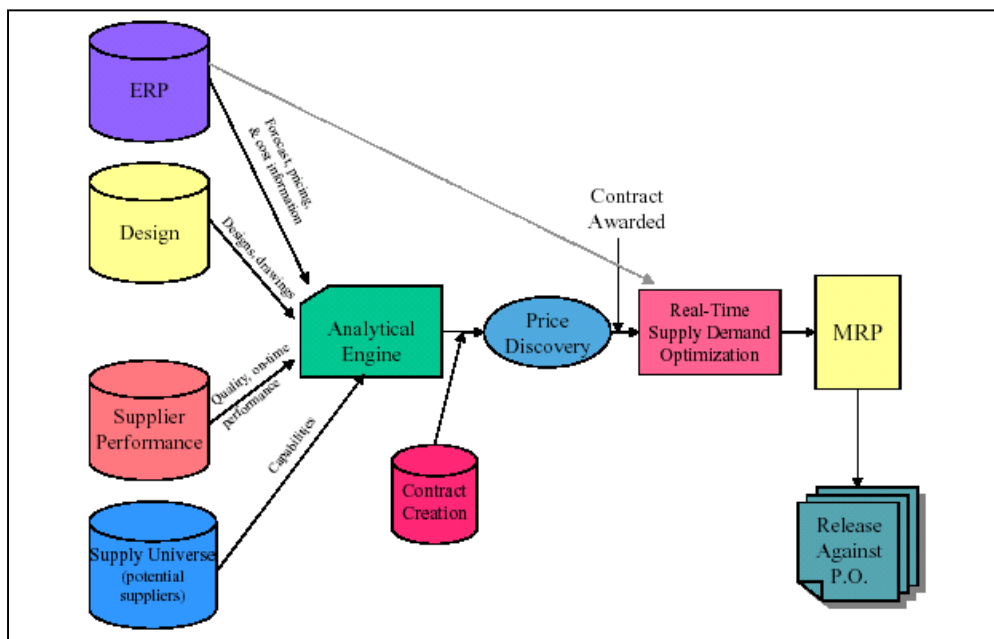 ERP
Forecast, pricing,
& cost information
Design
Designs, drawings
Contract
Awarded
Analytical
Engine
Price
Discovery
Real-Time
Supply Demand
Optimization
MRP
Supplier
Performance
Quality, on-time
performance
Capabilities
Contract
Creation
Supply Universe
(potential
suppliers)
Release
Against
P.O.